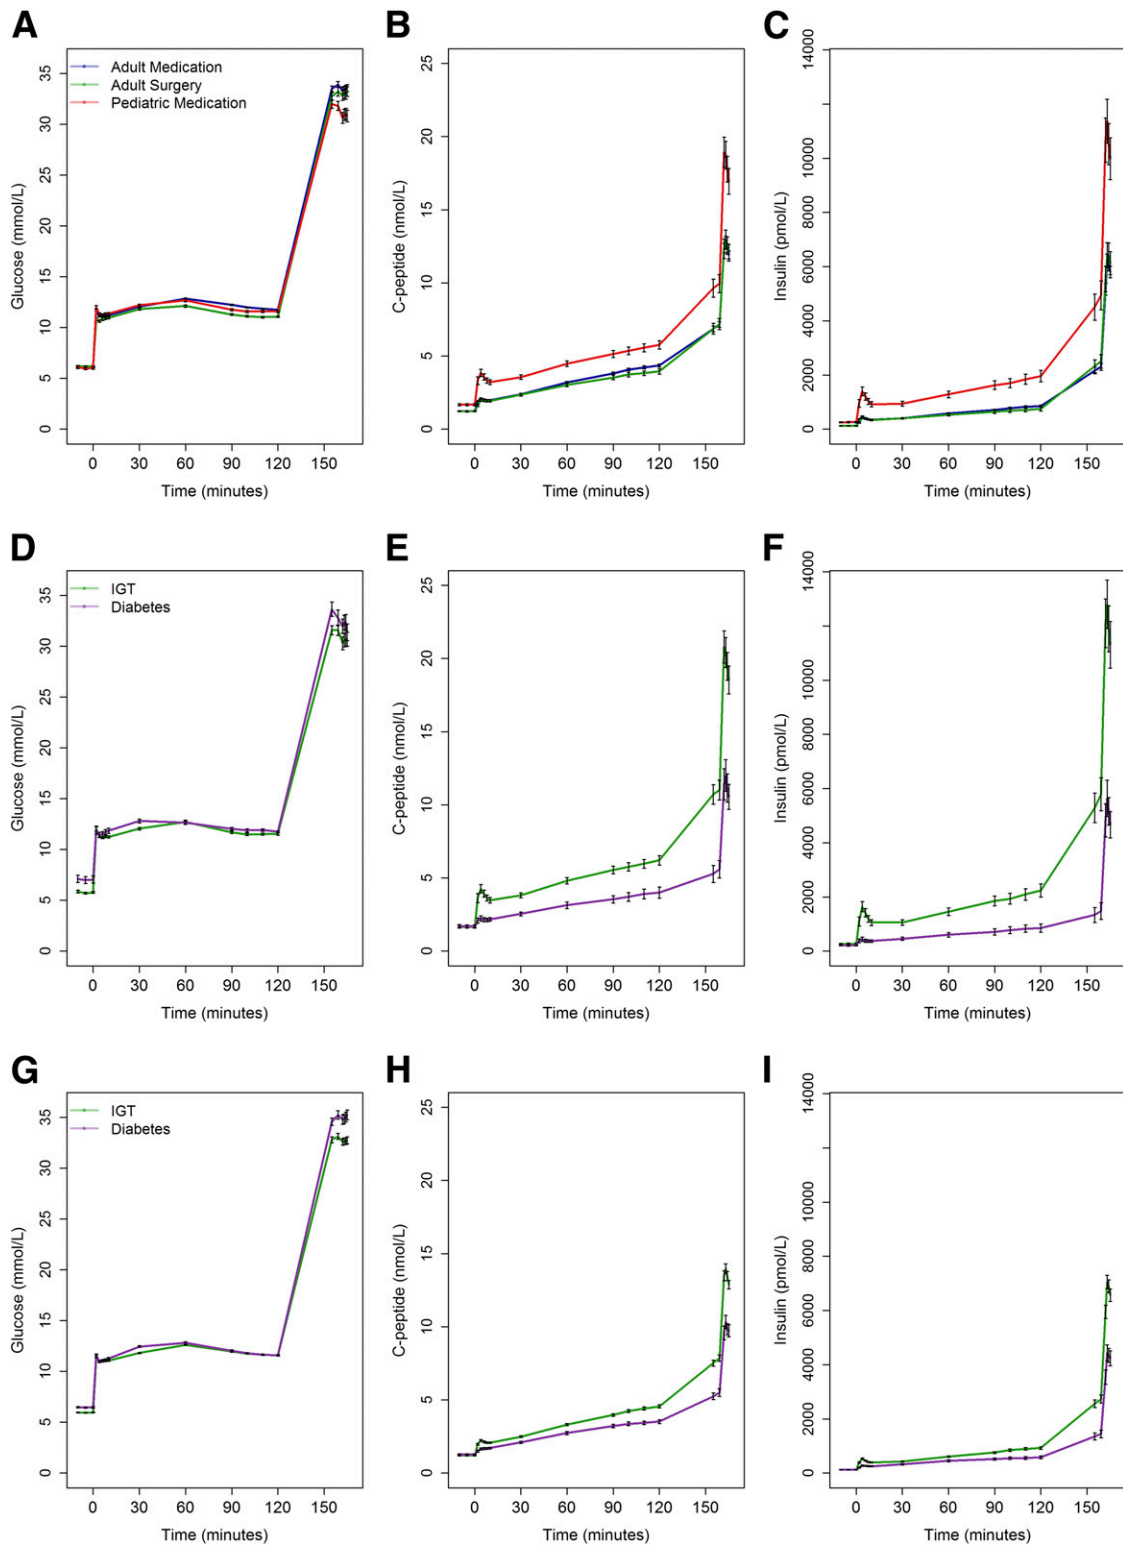 A
Glucose (mmol/L)
35
30
25
20
15
10
5
0
Adult Medication
Adult Surgery
Pediatric Medication
0 30 60 90 120 150
Time (minutes)
B
C-peptide (nmol/L)
25
20
15
10
5
0
0 30 60 90 120 150
Time (minutes)
C
Insulin (pmol/L)
14000
10000
8000
6000
4000
2000
0
0 30 60 90 120 150
Time (minutes)
D
Glucose (mmol/L)
35
30
25
20
15
10
5
0
IGT
Diabetes
0 30 60 90 120 150
Time (minutes)
E
C-peptide (nmol/L)
25
20
15
10
5
0
0 30 60 90 120 150
Time (minutes)
F
Insulin (pmol/L)
14000
10000
8000
6000
4000
2000
0
0 30 60 90 120 150
Time (minutes)
G
Glucose (mmol/L)
35
30
25
20
15
10
5
0
IGT
Diabetes
0 30 60 90 120 150
Time (minutes)
H
C-peptide (nmol/L)
25
20
15
10
5
0
0 30 60 90 120 150
Time (minutes)
I
Insulin (pmol/L)
14000
10000
8000
6000
4000
2000
0
0 30 60 90 120 150
Time (minutes)